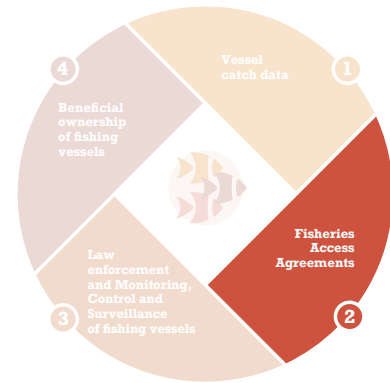 1
Vessel
catch data
2
Fisheries
Access
Agreements
3
Law
enforcement
and Monitoring,
Control and
Surveillance
of fishing vessels
4
Beneficial
ownership
of fishing
vessels